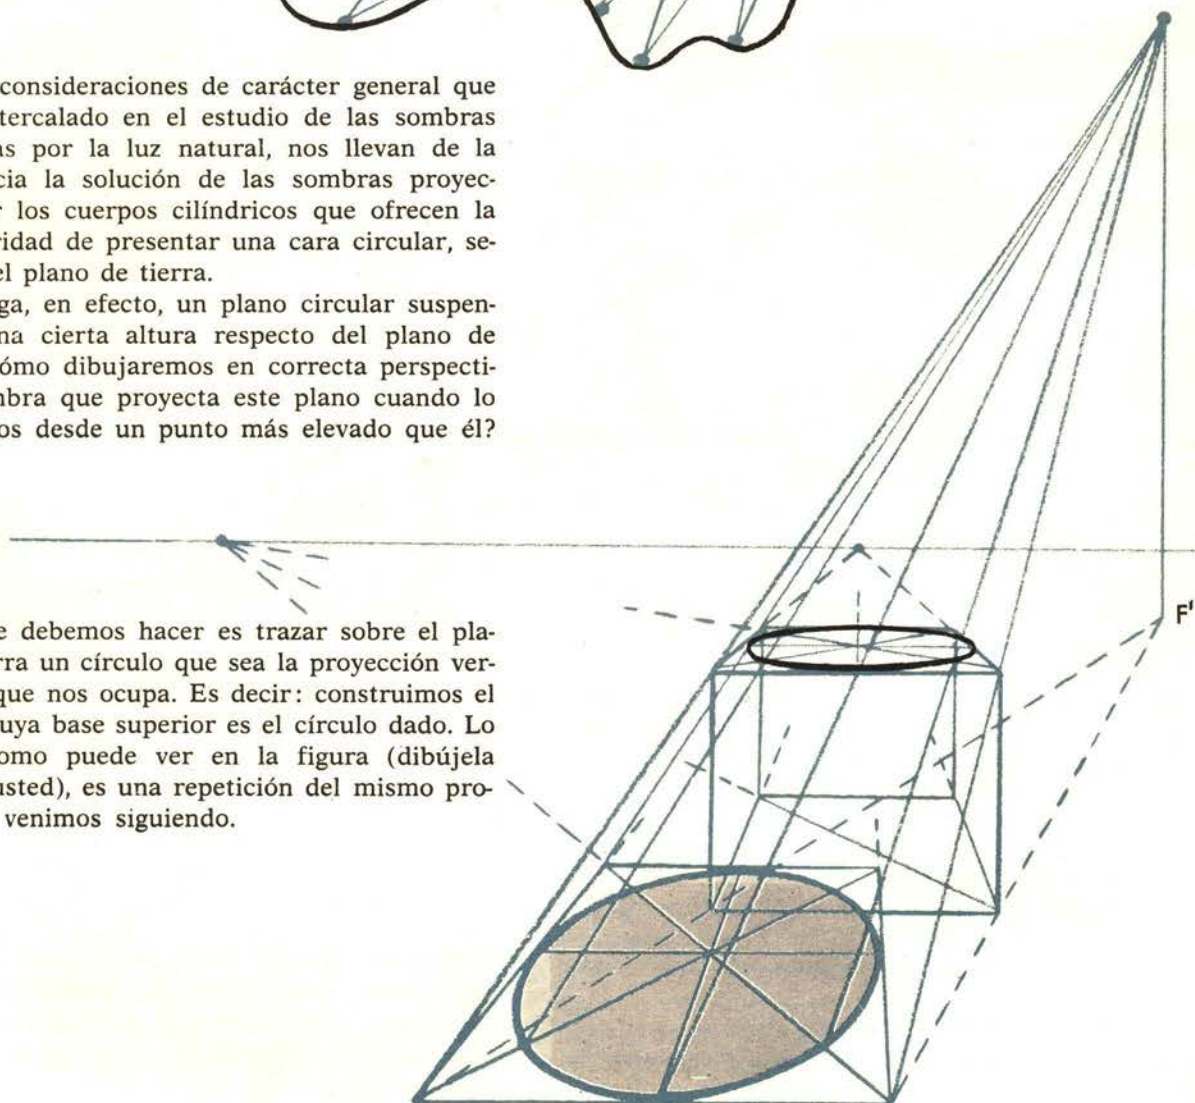 consideraciones de carácter general que
tercalado en el estudio de las sombras
as por la luz natural, nos llevan de la
cia la solución de las sombras proyec-
r los cuerpos cilíndricos que ofrecen la
ridad de presentar una cara circular, se-
el plano de tierra.
ga, en efecto, un plano circular suspen-
na cierta altura respecto del plano de
ómo dibujaremos en correcta perspecti-
mbra que proyecta este plano cuando lo
os desde un punto más elevado que él?
F'
e debemos hacer es trazar sobre el pla-
rra un círculo que sea la proyección ver-
que nos ocupa. Es decir: construimos el
uya base superior es el círculo dado. Lo
omo puede ver en la figura (dibújela
usted), es una repetición del mismo pro-
venimos siguiendo.